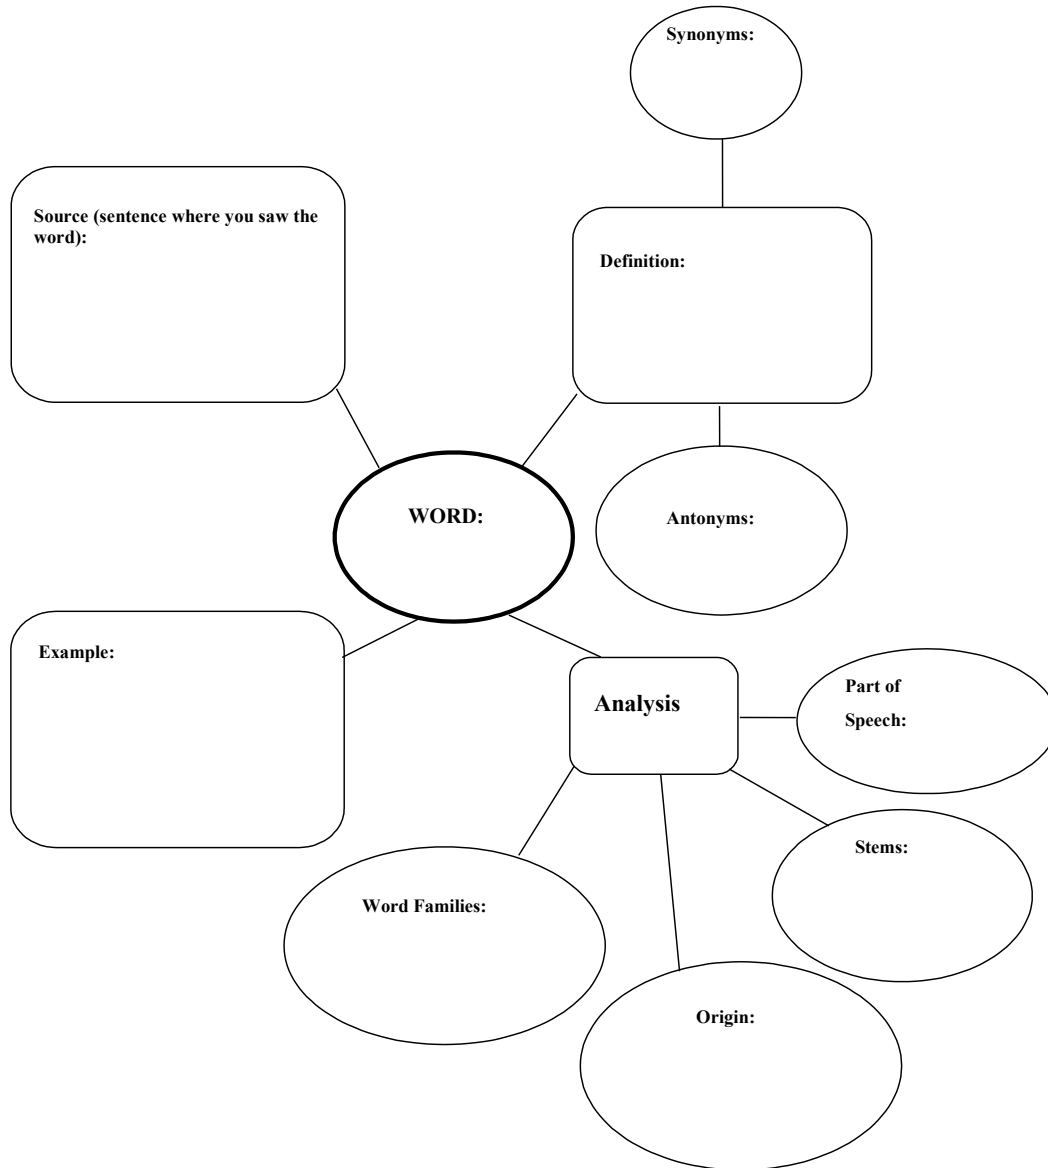 Synonyms:
Source (sentence where you saw the
word):
Definition:
WORD:
Antonyms:
Example:
Analysis
Part of
Speech:
Stems:
Word Families:
Origin: